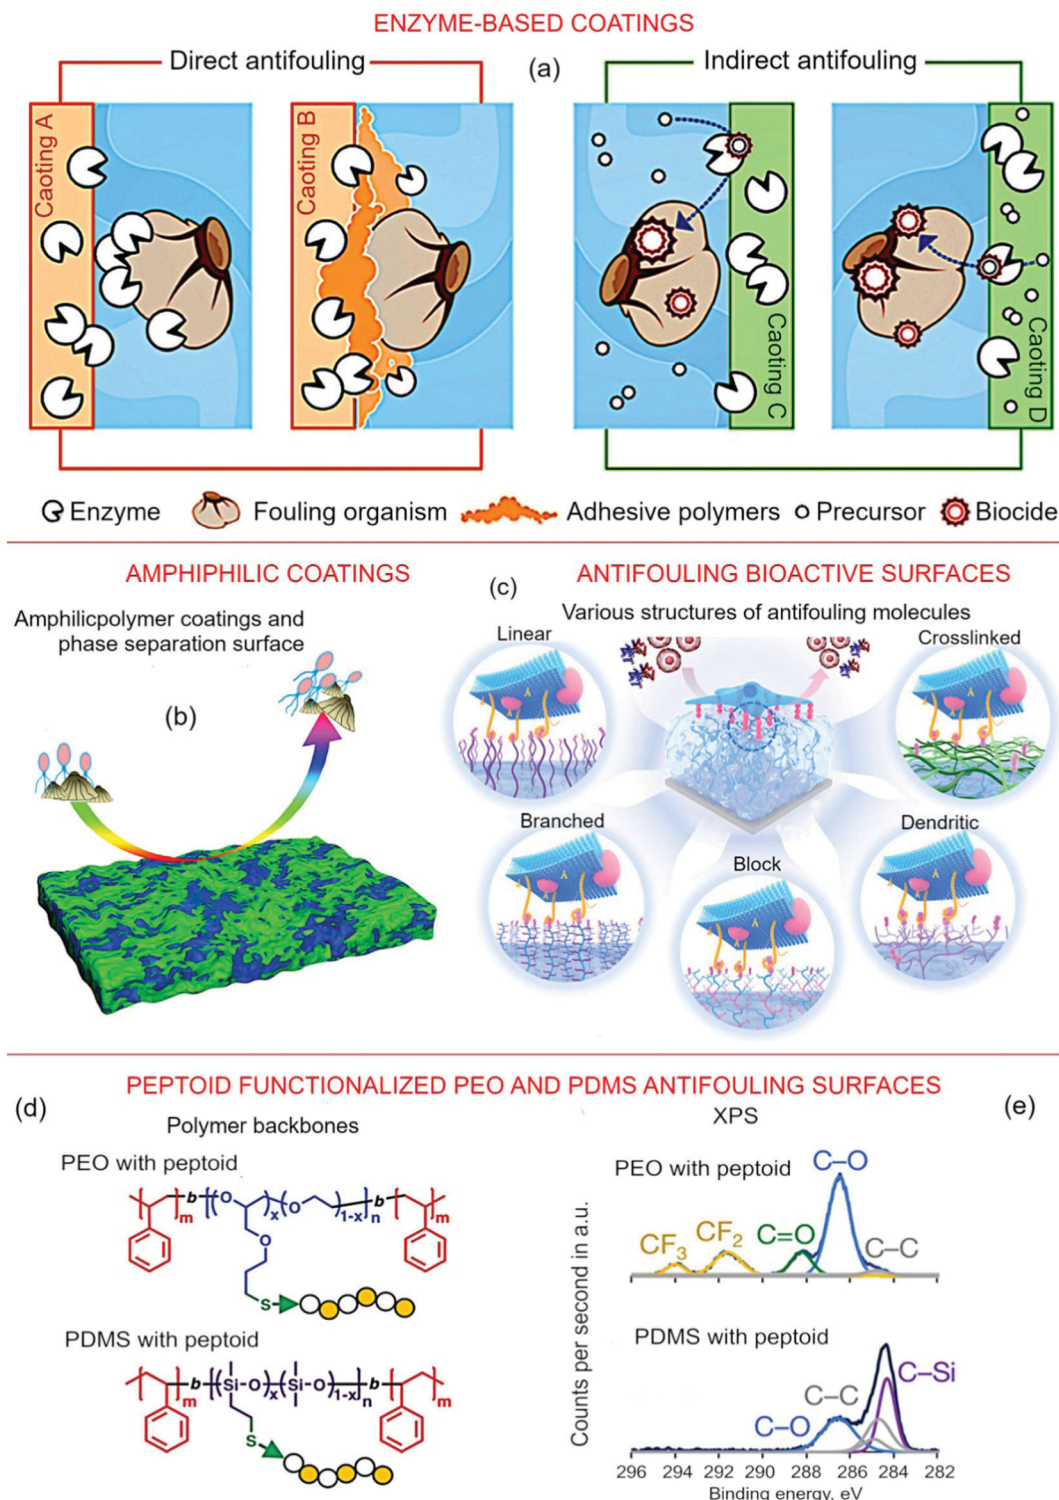 ENZYME-BASED COATINGS
Direct antifouling
(a)
Indirect antifouling
Caoting A
Caoting B
Caoting C
Caoting D
Enzyme
Fouling organism
Adhesive polymers
Precursor
Biocide
AMPHIPHILIC COATINGS
Amphilicpolymer coatings and
phase separation surface
(b)
(c)
ANTIFOULING BIOACTIVE SURFACES
Various structures of antifouling molecules
Linear
Crosslinked
Branched
Dendritic
Block
PEPTOID FUNCTIONALIZED PEO AND PDMS ANTIFOULING SURFACES
(d)
Polymer backbones
PEO with peptoid
m b O x O 1-x n b m
O
S
PDMS with peptoid
m b Si-O x Si-O 1-x n b m
S
XPS
(e)
Counts per second in a.u.
PEO with peptoid
C–O
CF3
CF2
C=O
C–C
PDMS with peptoid
C–Si
C–C
C–O
296 294 292 290 288 286 284 282
Binding energy, eV